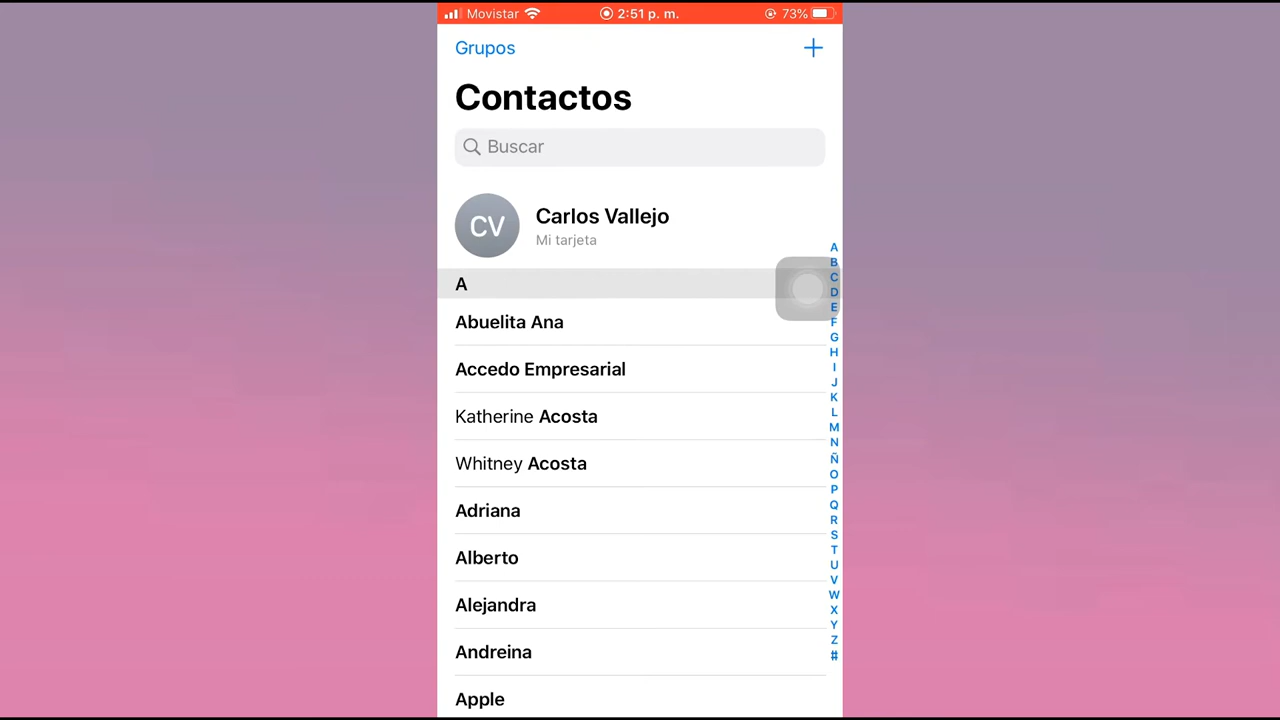 Movistar 2:51 p. m. 73%
Grupos +
Contactos
Buscar
CV
Carlos Vallejo
Mi tarjeta
A
Abuelita Ana
Accedo Empresarial
Katherine Acosta
Whitney Acosta
Adriana
Alberto
Alejandra
Andreina
Apple
A
B
C
D
E
F
G
H
I
J
K
L
M
N
Ñ
O
P
Q
R
S
T
U
V
W
X
Y
Z
#